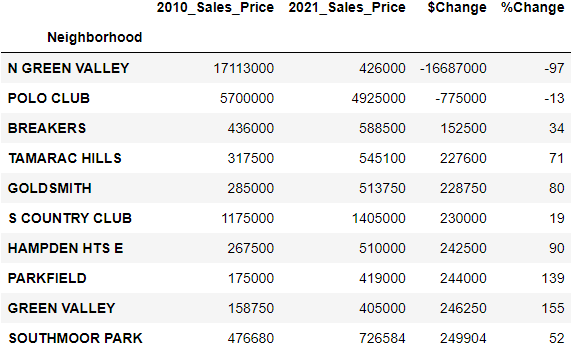 2010_Sales_Price 2021_Sales_Price $Change %Change
Neighborhood
N GREEN VALLEY 17113000 426000 -16687000 -97
POLO CLUB 5700000 4925000 -775000 -13
BREAKERS 436000 588500 152500 34
TAMARAC HILLS 317500 545100 227600 71
GOLDSMITH 285000 513750 228750 80
S COUNTRY CLUB 1175000 1405000 230000 19
HAMPDEN HTS E 267500 510000 242500 90
PARKFIELD 175000 419000 244000 139
GREEN VALLEY 158750 405000 246250 155
SOUTHMOOR PARK 476680 726584 249904 52